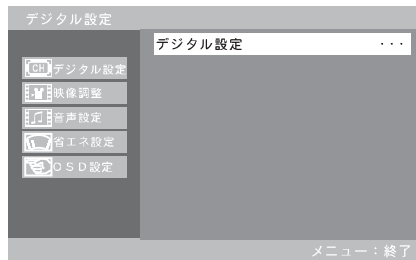 デジタル設定
デジタル設定 ･･･
CH デジタル設定
映像調整
音声設定
省エネ設定
OSD設定
メニュー：終了